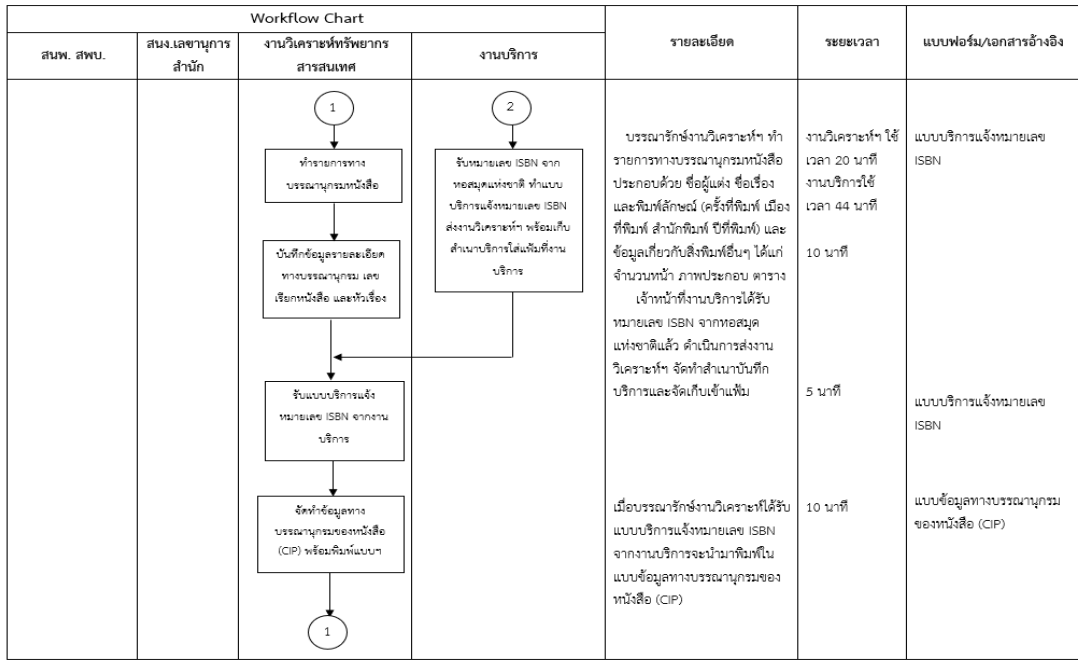 Workflow Chart
รายละเอียด
ระยะเวลา
แบบฟอร์ม/เอกสารอ้างอิง
สนพ. สพบ.
สนง.เลขานุการ
สำนัก
งานวิเคราะห์ทรัพยากร
สารสนเทศ
งานบริการ
1
ทำรายการทาง
บรรณานุกรมหนังสือ
บันทึกข้อมูลรายละเอียด
ทางบรรณานุกรม เลข
เรียกหนังสือ และหัวเรื่อง
รับแบบบริการแจ้ง
หมายเลข ISBN จากงาน
บริการ
จัดทำข้อมูลทาง
บรรณานุกรมของหนังสือ
(CIP) พร้อมพิมพ์แบบฯ
1
2
รับหมายเลข ISBN จาก
หอสมุดแห่งชาติ ทำแบบ
บริการแจ้งหมายเลข ISBN
ส่งงานวิเคราะห์ฯ พร้อมเก็บ
สำเนาบริการใส่แฟ้มที่งาน
บริการ
บรรณารักษ์งานวิเคราะห์ฯ ทำ
รายการทางบรรณานุกรมหนังสือ
ประกอบด้วย ชื่อผู้แต่ง ชื่อเรื่อง
และพิมพ์ลักษณ์ (ครั้งที่พิมพ์ เมือง
ที่พิมพ์ สำนักพิมพ์ ปีที่พิมพ์) และ
ข้อมูลเกี่ยวกับสิ่งพิมพ์อื่นๆ ได้แก่
จำนวนหน้า ภาพประกอบ ตาราง
เจ้าหน้าที่งานบริการได้รับ
หมายเลข ISBN จากหอสมุด
แห่งชาติแล้ว ดำเนินการส่งงาน
วิเคราะห์ฯ จัดทำสำเนาบันทึก
บริการและจัดเก็บเข้าแฟ้ม
เมื่อบรรณารักษ์งานวิเคราะห์ได้รับ
แบบบริการแจ้งหมายเลข ISBN
จากงานบริการจะนำมาพิมพ์ใน
แบบข้อมูลทางบรรณานุกรมของ
หนังสือ (CIP)
งานวิเคราะห์ฯ ใช้
เวลา 20 นาที
งานบริการใช้
เวลา 44 นาที
10 นาที
5 นาที
10 นาที
แบบบริการแจ้งหมายเลข
ISBN
แบบบริการแจ้งหมายเลข
ISBN
แบบข้อมูลทางบรรณานุกรม
ของหนังสือ (CIP)